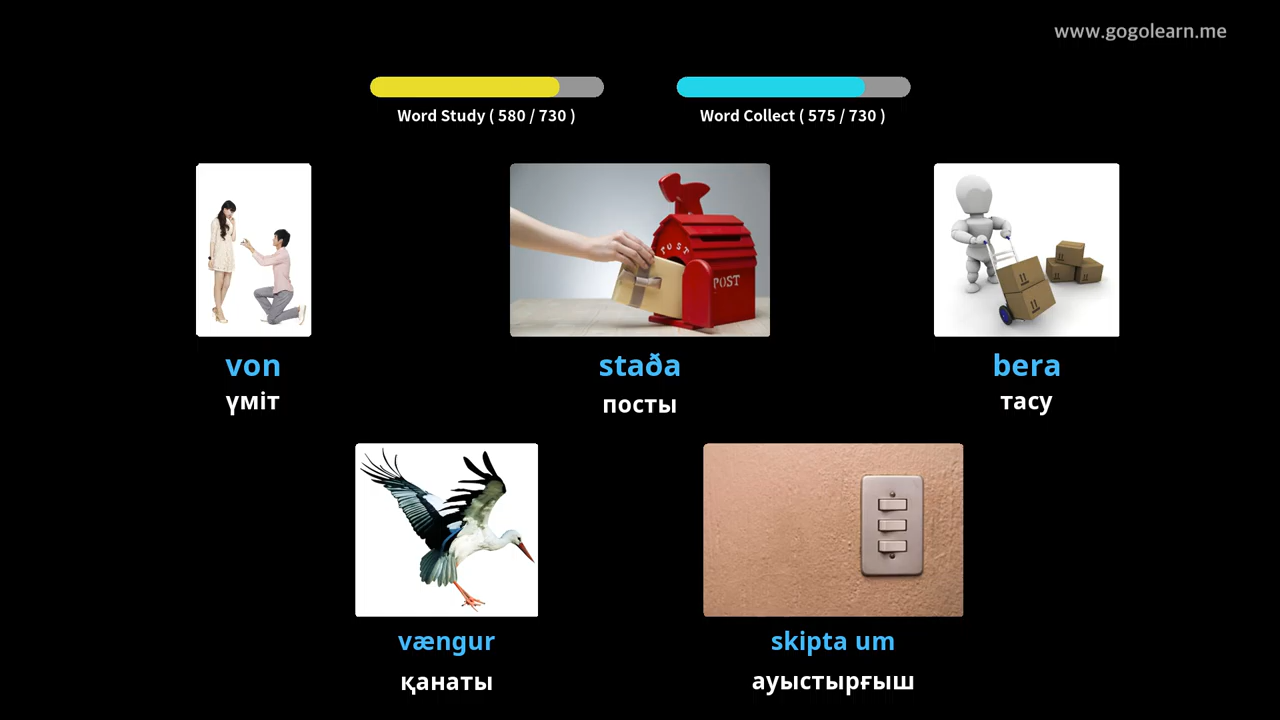 www.gogolearn.me
Word Study ( 580 / 730 )
Word Collect ( 575 / 730 )
POST
POST
von
staða
bera
үміт
посты
тасу
vængur
skipta um
қанаты
ауыстырғыш